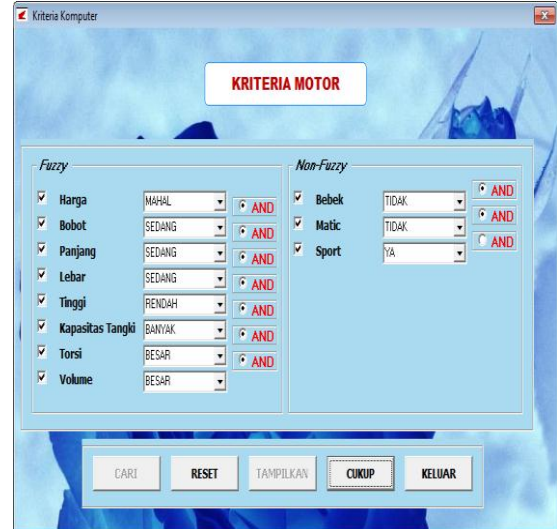 Kriteria Komputer
KRITERIA MOTOR
Fuzzy
Harga MAHAL AND
Bobot SEDANG AND
Panjang SEDANG AND
Lebar SEDANG AND
Tinggi RENDAH AND
Kapasitas Tangki BANYAK AND
Torsi BESAR AND
Volume BESAR
Non-Fuzzy
Bebek TIDAK AND
Matic TIDAK AND
Sport YA AND
CARI RESET TAMPILKAN CUKUP KELUAR